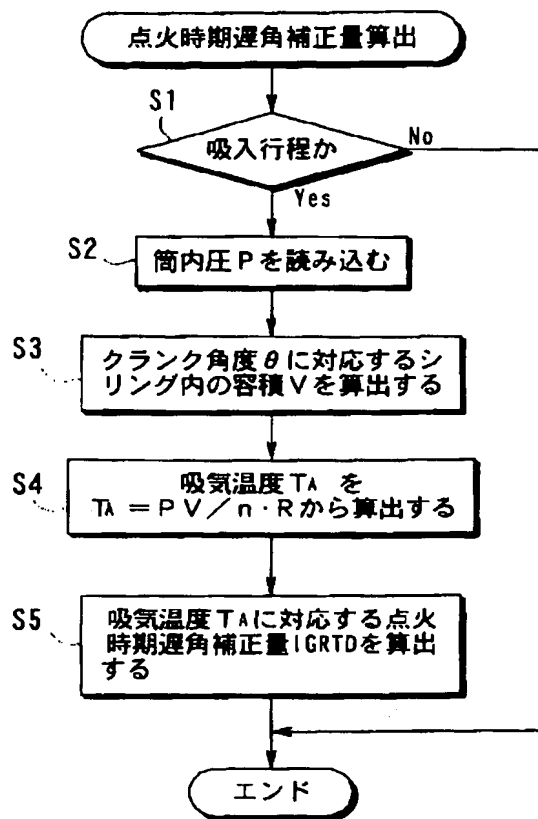 点火時期遅角補正量算出
S1
吸入行程か
No
Yes
S2
筒内圧Pを読み込む
S3
クランク角度θに対応するシ
リング内の容積Vを算出する
S4
吸気温度TAを
TA=PV/n·Rから算出する
S5
吸気温度TAに対応する点火
時期遅角補正量IGRTDを算出
する
エンド